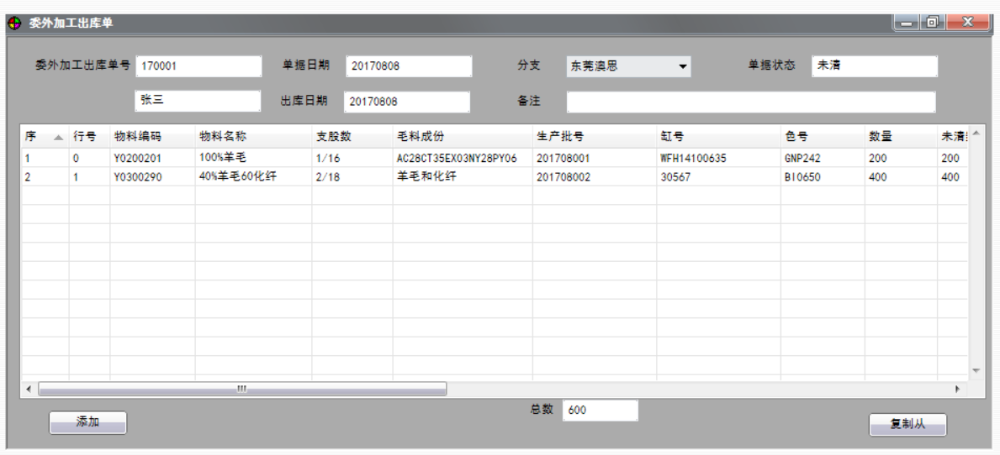 委外加工出库单
委外加工出库单号 170001 单据日期 20170808 分支 东莞澳思 单据状态 未清
张三 出库日期 20170808 备注
序 行号 物料编码 物料名称 支股数 毛料成份 生产批号 缸号 色号 数量 未清
1 0 Y0200201 100%羊毛 1/16 AC28CT35EX03NY28PY06 201708001 WFH14100635 GNP242 200 200
2 1 Y0300290 40%羊毛60化纤 2/18 羊毛和化纤 201708002 30567 BI0650 400 400
总数 600
添加 复制从